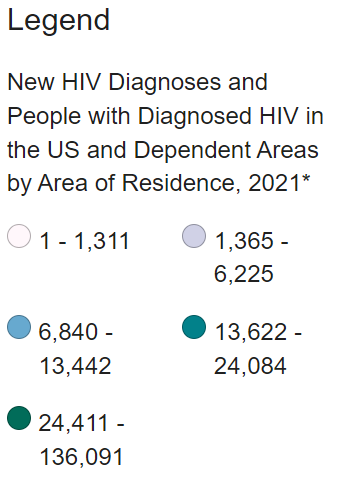 Legend
New HIV Diagnoses and
People with Diagnosed HIV in
the US and Dependent Areas
by Area of Residence, 2021*
1 - 1,311
1,365 -
6,225
6,840 -
13,442
13,622 -
24,084
24,411 -
136,091